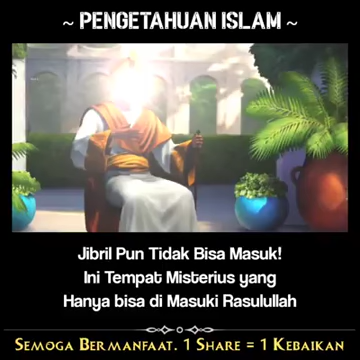 ~ PENGETAHUAN ISLAM ~
Jibril Pun Tidak Bisa Masuk!
Ini Tempat Misterius yang
Hanya bisa di Masuki Rasulullah
Semoga Bermanfaat. 1 Share = 1 Kebaikan